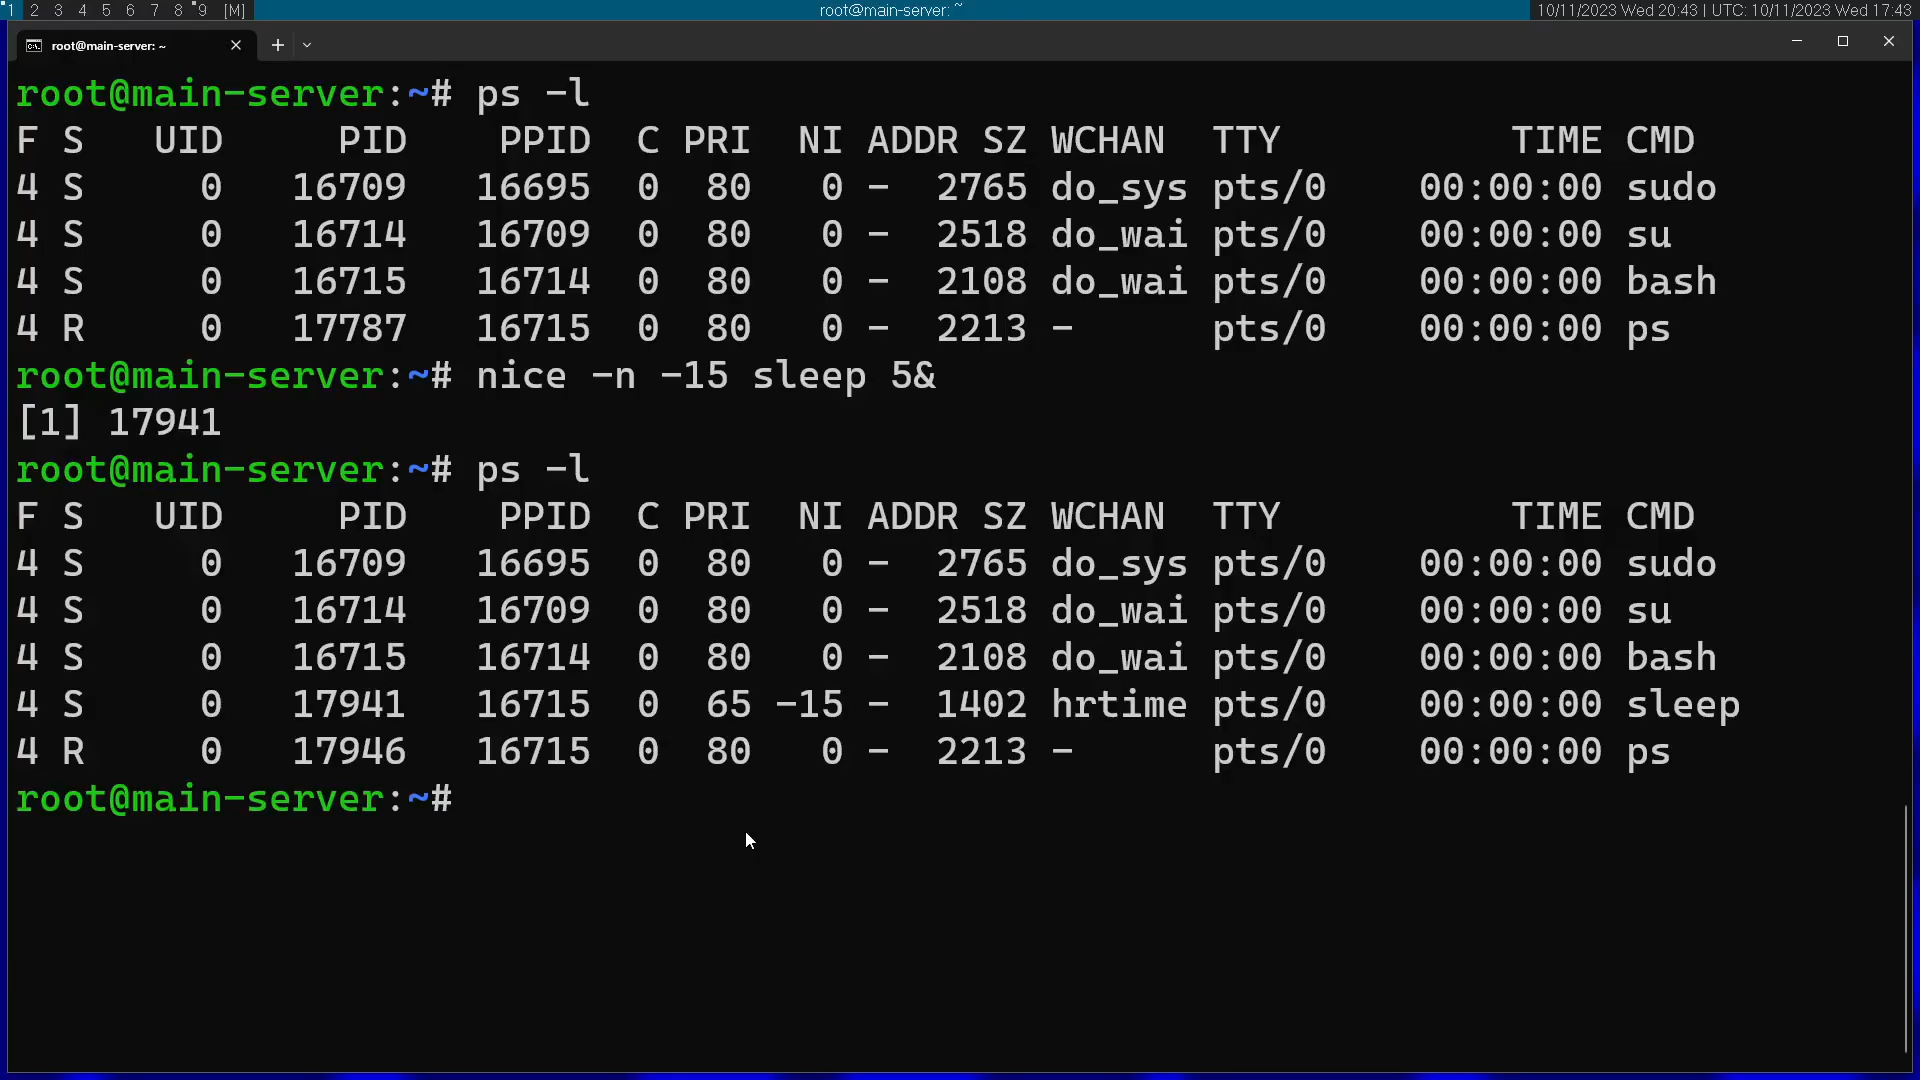 1 2 3 4 5 6 7 8 9 [M] root@main-server: ~ 10/11/2023 Wed 20:43 | UTC: 10/11/2023 Wed 17:43
root@main-server: ~
root@main-server:~# ps -l
F S   UID     PID    PPID  C PRI  NI ADDR SZ WCHAN  TTY          TIME CMD
4 S     0   16709   16695  0  80   0 -  2765 do_sys pts/0    00:00:00 sudo
4 S     0   16714   16709  0  80   0 -  2518 do_wai pts/0    00:00:00 su
4 S     0   16715   16714  0  80   0 -  2108 do_wai pts/0    00:00:00 bash
4 R     0   17787   16715  0  80   0 -  2213 -      pts/0    00:00:00 ps
root@main-server:~# nice -n -15 sleep 5&
[1] 17941
root@main-server:~# ps -l
F S   UID     PID    PPID  C PRI  NI ADDR SZ WCHAN  TTY          TIME CMD
4 S     0   16709   16695  0  80   0 -  2765 do_sys pts/0    00:00:00 sudo
4 S     0   16714   16709  0  80   0 -  2518 do_wai pts/0    00:00:00 su
4 S     0   16715   16714  0  80   0 -  2108 do_wai pts/0    00:00:00 bash
4 S     0   17941   16715  0  65 -15 -  1402 hrtime pts/0    00:00:00 sleep
4 R     0   17946   16715  0  80   0 -  2213 -      pts/0    00:00:00 ps
root@main-server:~#